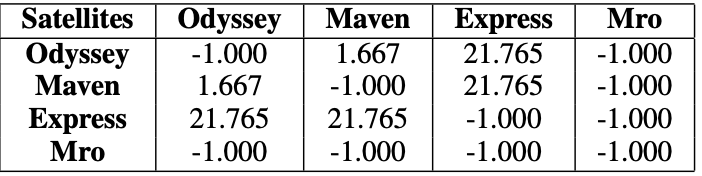 Satellites Odyssey Maven Express Mro
Odyssey -1.000 1.667 21.765 -1.000
Maven 1.667 -1.000 21.765 -1.000
Express 21.765 21.765 -1.000 -1.000
Mro -1.000 -1.000 -1.000 -1.000